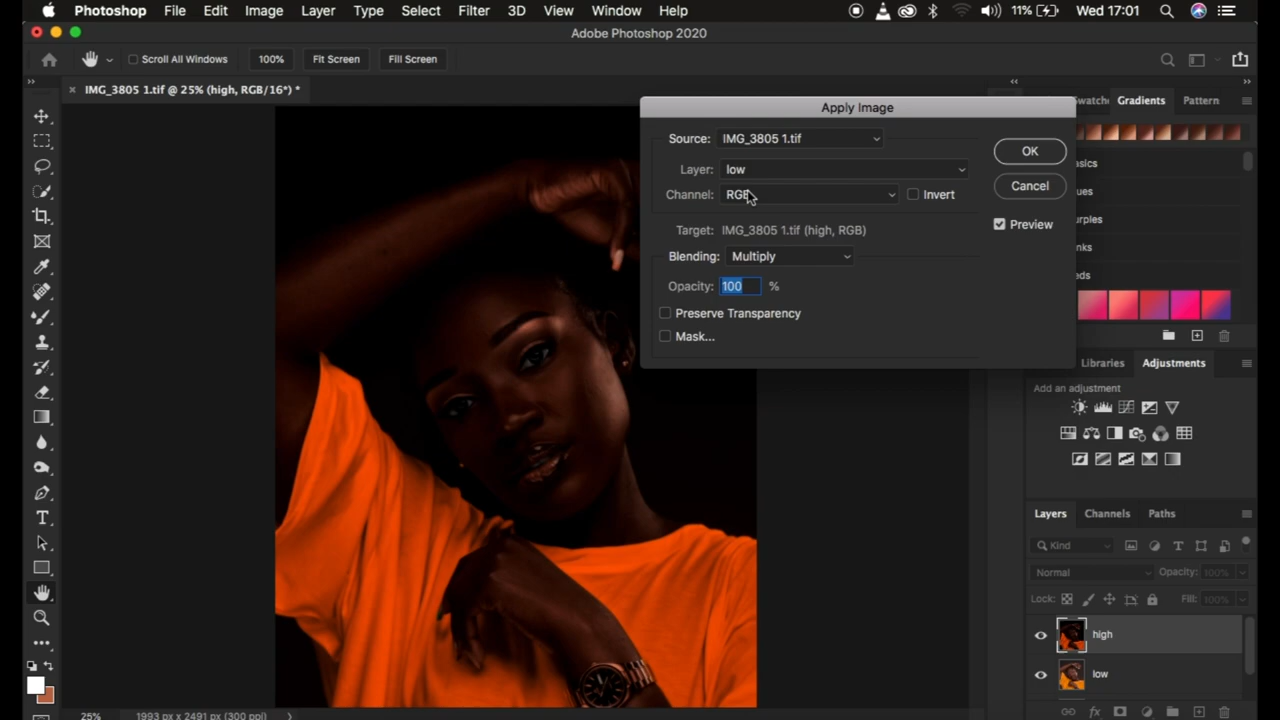 Photoshop File Edit Image Layer Type Select Filter 3D View Window Help 11% Wed 17:01
Adobe Photoshop 2020
Scroll All Windows 100% Fit Screen Fill Screen
IMG_3805 1.tif @ 25% (high, RGB/16*) *
Gradients Pattern
Apply Image
Source: IMG_3805 1.tif
OK
Layer: low
Channel: RGB Invert
Cancel
Preview
Target: IMG_3805 1.tif (high, RGB)
Blending: Multiply
Opacity: 100 %
Preserve Transparency
Mask...
Libraries Adjustments
Add an adjustment
Layers Channels Paths
Kind
Normal Opacity: 100%
Lock: Fill: 100%
high
low
fx
25% 1993 px x 2491 px (300 ppi)